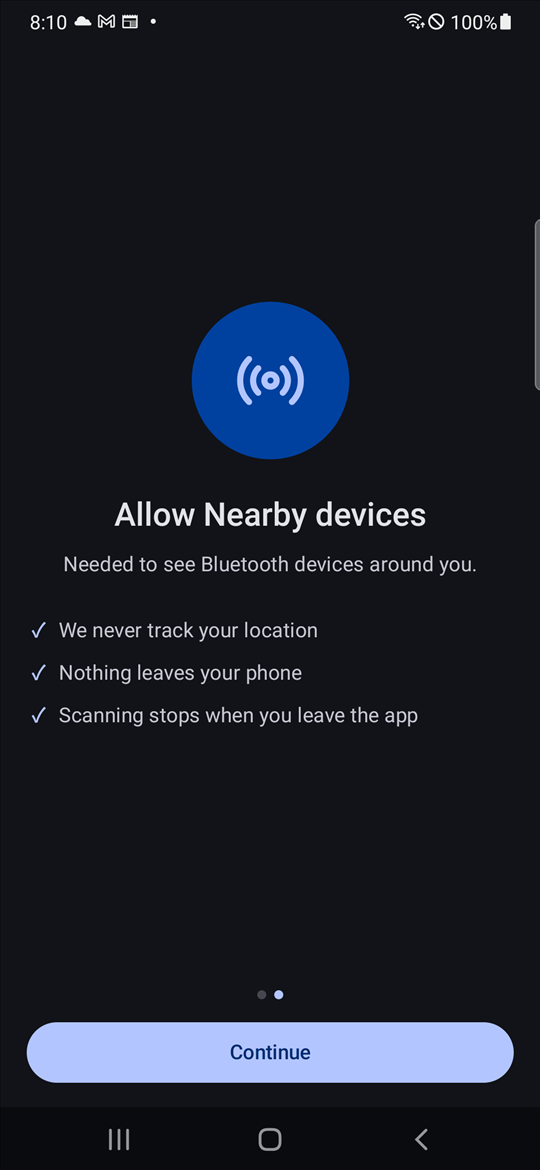 8:10
100%
Allow Nearby devices
Needed to see Bluetooth devices around you.
✓ We never track your location
✓ Nothing leaves your phone
✓ Scanning stops when you leave the app
Continue